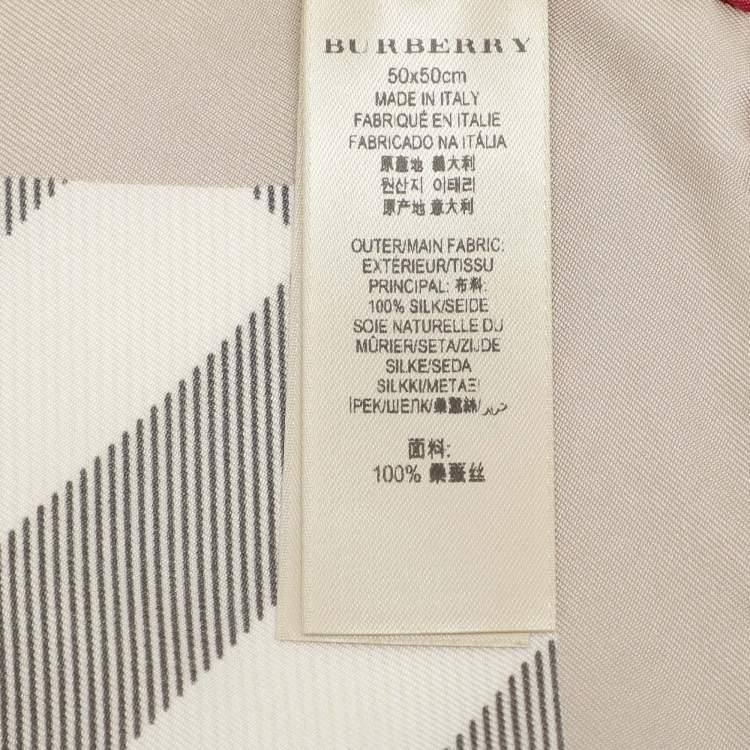 BURBERRY
50x50cm
MADE IN ITALY
FABRIQUÉ EN ITALIE
FABRICADO NA ITÁLIA
原產地 義大利
원산지 이태리
原产地 意大利
OUTER/MAIN FABRIC:
EXTÉRIEUR/TISSU
PRINCIPAL: 布料:
100% SILK/SEIDE
SOIE NATURELLE DU
MÛRIER/SETA/ZIJDE
SILKE/SEDA
SILKKI/ΜΕΤΑΞΙ
İPEK/ШЕЛК/桑蠶絲/حرير
面料:
100% 桑蚕丝